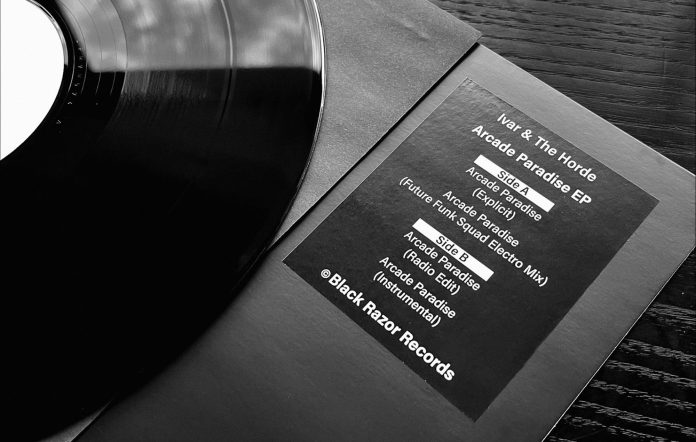 Ivar & The Horde
Arcade Paradise EP
Side A
Arcade Paradise
(Explicit)
Arcade Paradise
(Future Funk Squad Electro Mix)
Side B
Arcade Paradise
(Radio Edit)
Arcade Paradise
(Instrumental)
©Black Razor Records